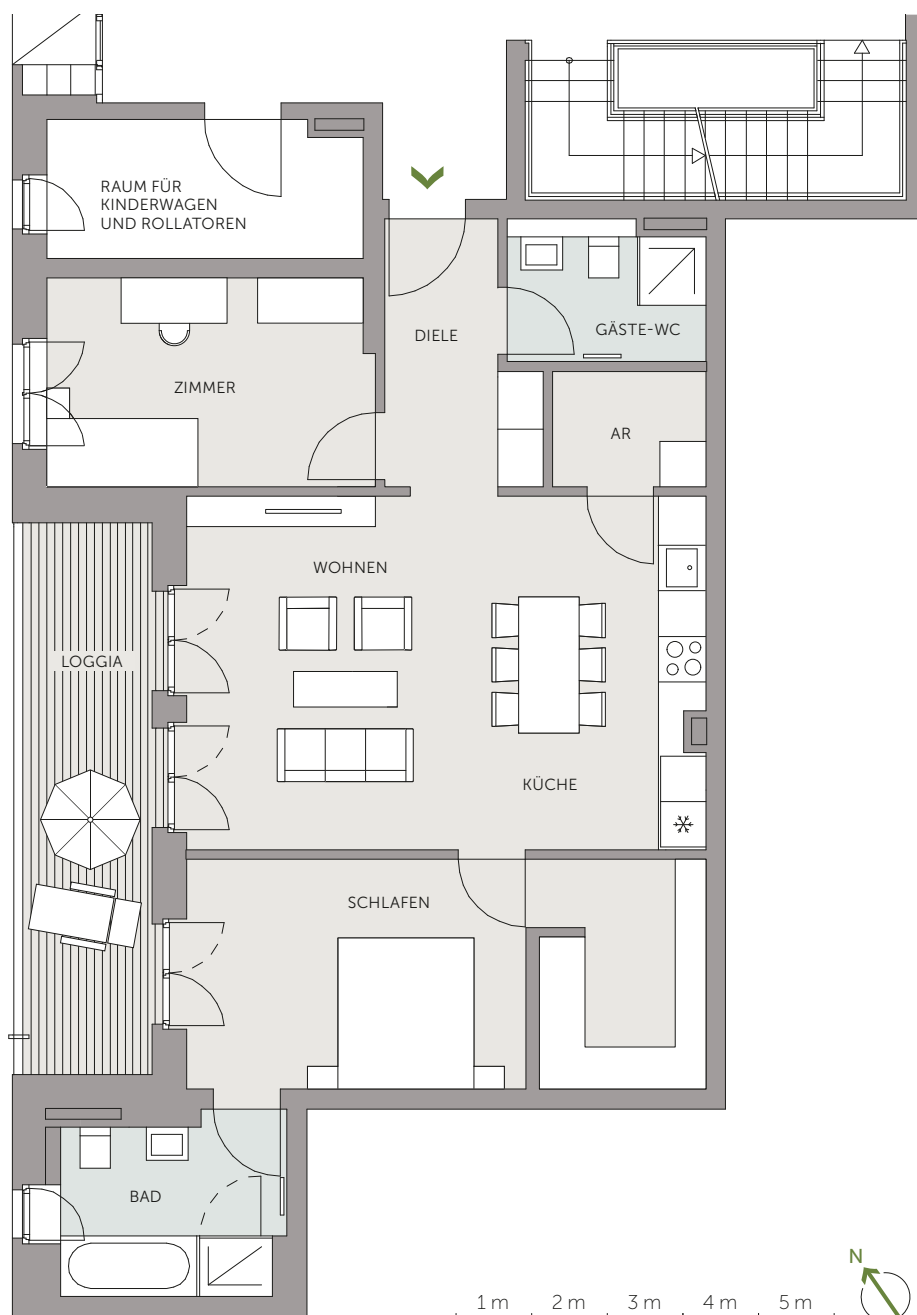 RAUM FÜR
KINDERWAGEN
UND ROLLATOREN
DIELE
GÄSTE-WC
ZIMMER
AR
WOHNEN
LOGGIA
KÜCHE
SCHLAFEN
BAD
N
1 m 2 m 3 m 4 m 5 m